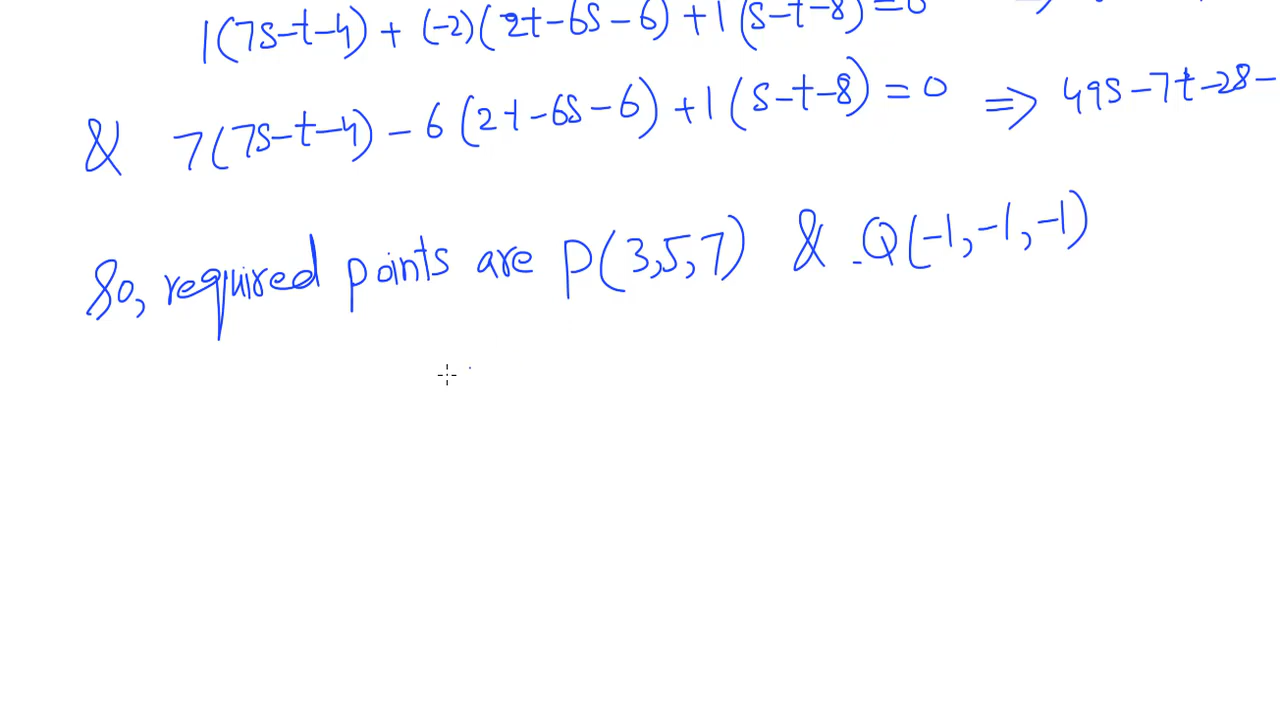 1(7s-t-4) + (-2)(2t-6s-6) + 1(s-t-8) = 0 ⇒
& 7(7s-t-4) - 6(2t-6s-6) + 1(s-t-8) = 0 ⇒ 49s-7t-28-
So, required points are P(3,5,7) & Q(-1,-1,-1)